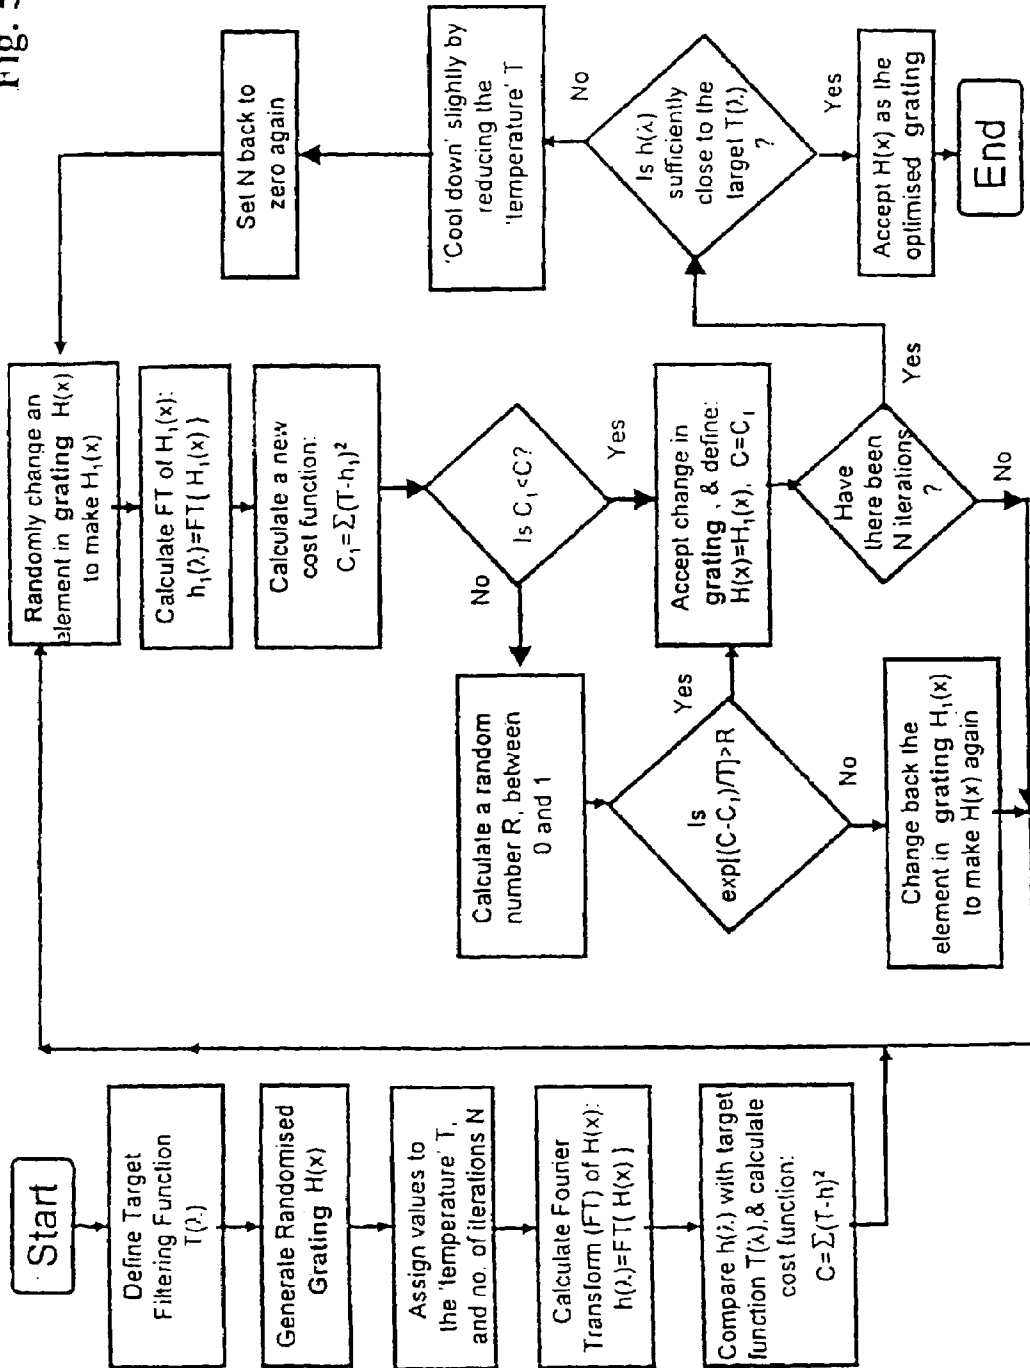 Fig.
Start
Define Target
Filtering Function
T(λ)
Generate Randomised
Grating H(x)
Assign values to
the 'temperature' T,
and no. of iterations N
Calculate Fourier
Transform (FT) of H(x):
h(λ)=FT{ H(x) }
Compare h(λ) with target
function T(λ),& calculate
cost function:
C=Σ(T-h)²
Randomly change an
element in grating H(x)
to make H₁(x)
Calculate FT of H₁(x):
h₁(λ)=FT{ H₁(x) }
Calculate a new
cost function:
C₁=Σ(T-h₁)²
Is C₁<C?
No
Yes
Calculate a random
number R, between
0 and 1
Is
exp[(C-C₁)/T]>R
Yes
No
Change back the
element in grating H₁(x)
to make H(x) again
Accept change in
grating , & define:
H(x)=H₁(x), C=C₁
Have
there been
N iterations
?
No
Yes
Is h(λ)
sufficiently
close to the
target T(λ)
?
No
Yes
'Cool down' slightly by
reducing the
'temperature' T
Set N back to
zero again
Accept H(x) as the
optimised grating
End